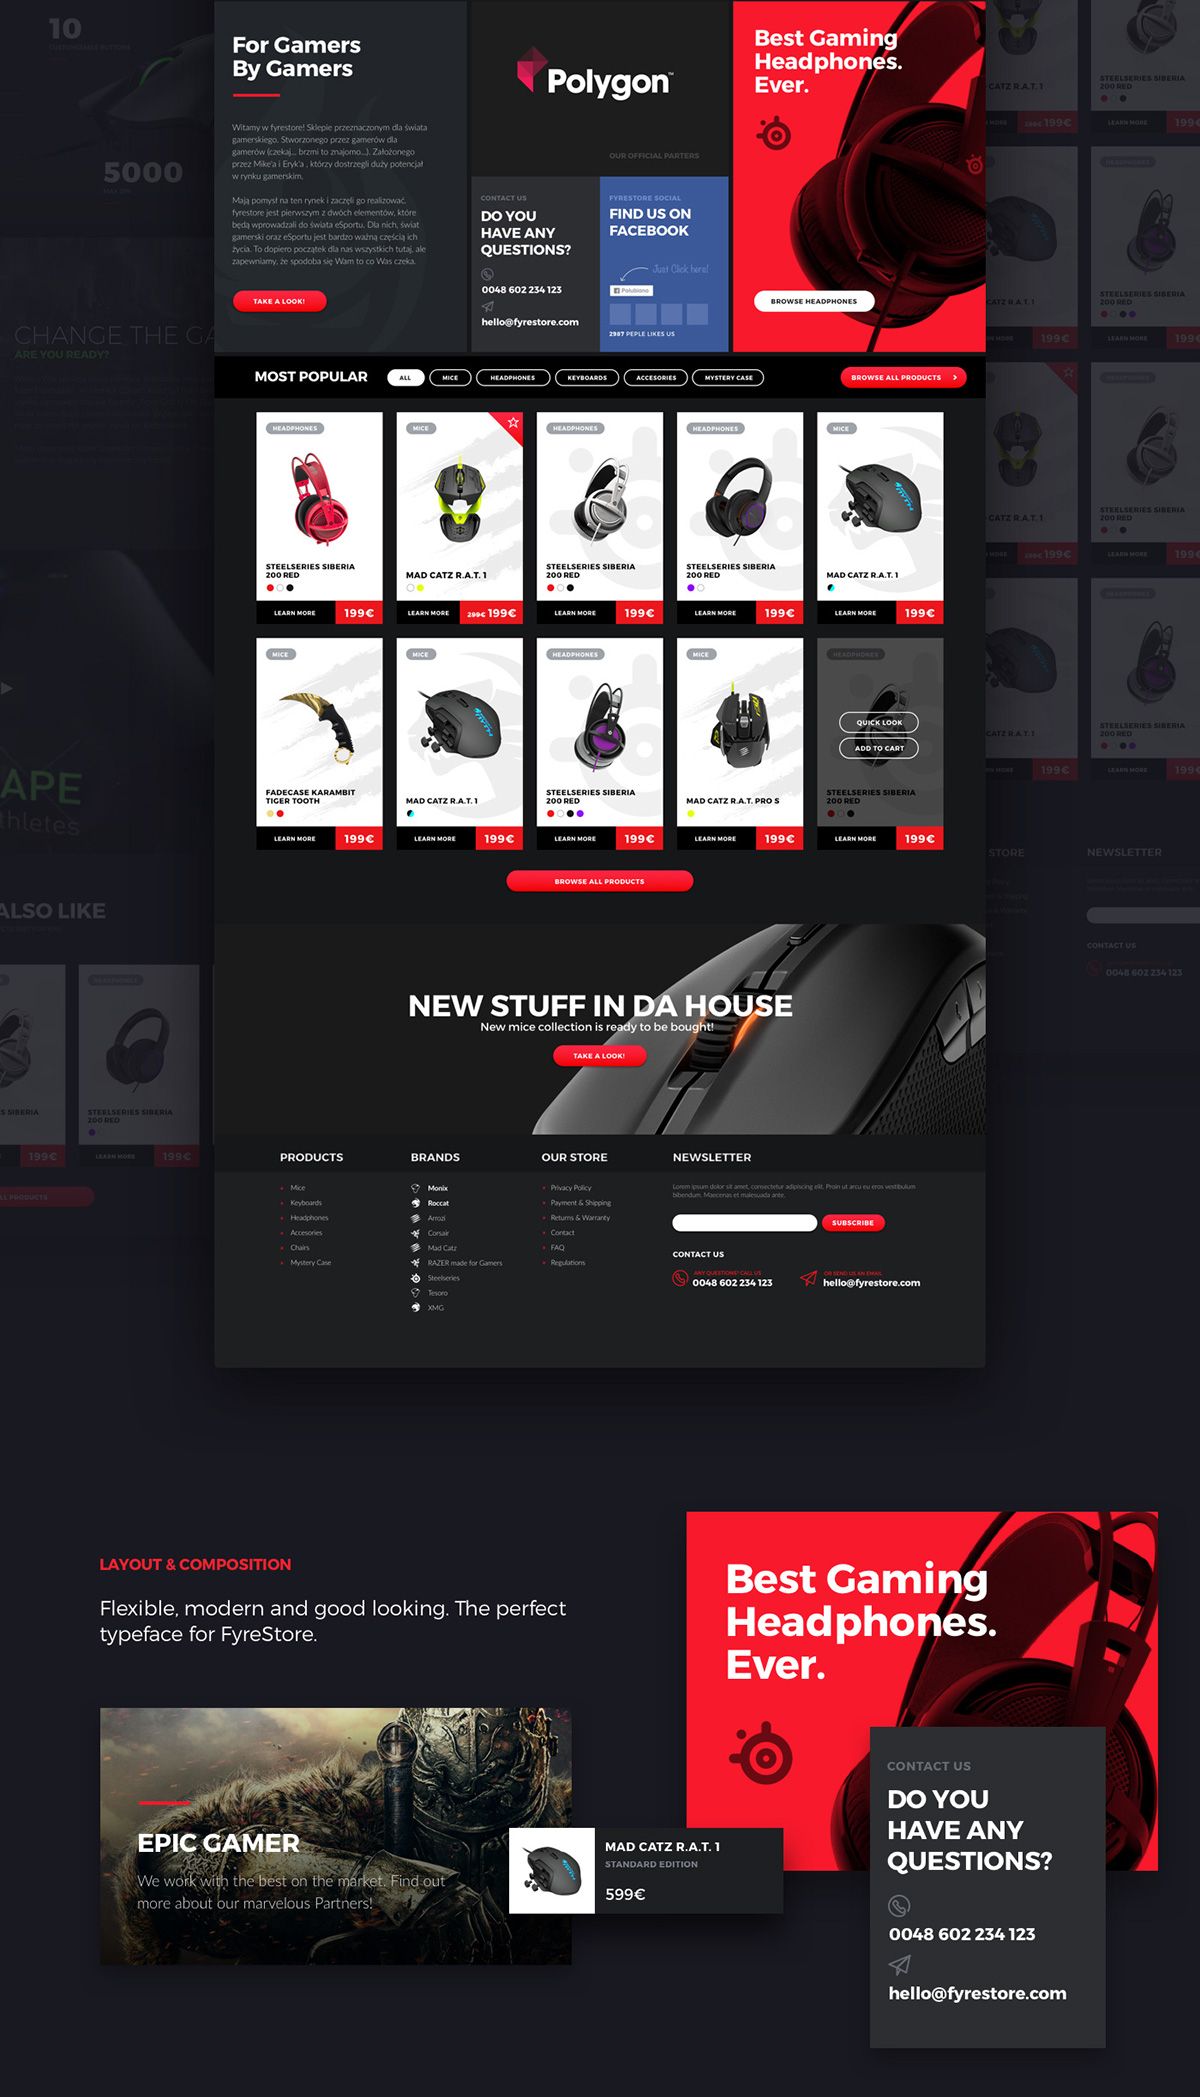 For Gamers
By Gamers
Witamy w fyrestore! Sklepie przeznaczonym dla świata
gamerskiego. Stworzonego przez gamerów dla
gamerów (czekaj... brzmi to znajomo...). Założonego
przez Mike'a i Eryk'a , którzy dostrzegli duży potencjał
w rynku gamerskim.
Mają pomysł na ten rynek i zaczęli go realizować.
fyrestore jest pierwszym z dwóch elementów, które
będą wprowadzali do świata eSportu. Dla nich, świat
gamerski oraz eSportu jest bardzo ważną częścią ich
życia. To dopiero początek dla nas wszystkich tutaj, ale
zapewniamy, że spodoba się Wam to co Was czeka.
TAKE A LOOK!
Polygon™
OUR OFFICIAL PARTERS
CONTACT US
DO YOU
HAVE ANY
QUESTIONS?
0048 602 234 123
hello@fyrestore.com
FYRESTORE SOCIAL
FIND US ON
FACEBOOK
Just Click here!
Polubiono
2987 PEPLE LIKES US
Best Gaming
Headphones.
Ever.
BROWSE HEADPHONES
10
CUSTOMIZABLE BUTTONS
5000
MAX DPI
CHANGE THE GA
ARE YOU READY?
APE
thletes
ALSO LIKE
MOST POPULAR
ALL
MICE
HEADPHONES
KEYBOARDS
ACCESORIES
MYSTERY CASE
BROWSE ALL PRODUCTS
HEADPHONES
STEELSERIES SIBERIA
200 RED
LEARN MORE
199€
MICE
MAD CATZ R.A.T. 1
LEARN MORE
299€ 199€
HEADPHONES
STEELSERIES SIBERIA
200 RED
LEARN MORE
199€
HEADPHONES
STEELSERIES SIBERIA
200 RED
LEARN MORE
199€
MICE
MAD CATZ R.A.T. 1
LEARN MORE
199€
MICE
FADECASE KARAMBIT
TIGER TOOTH
LEARN MORE
199€
MICE
MAD CATZ R.A.T. 1
LEARN MORE
199€
HEADPHONES
STEELSERIES SIBERIA
200 RED
LEARN MORE
199€
MICE
MAD CATZ R.A.T. PRO S
LEARN MORE
199€
HEADPHONES
QUICK LOOK
ADD TO CART
STEELSERIES SIBERIA
200 RED
LEARN MORE
199€
BROWSE ALL PRODUCTS
NEW STUFF IN DA HOUSE
New mice collection is ready to be bought!
TAKE A LOOK!
PRODUCTS
Mice
Keyboards
Headphones
Accesories
Chairs
Mystery Case
BRANDS
Monix
Roccat
Arrozi
Corsair
Mad Catz
RAZER made for Gamers
Steelseries
Tesoro
XMG
OUR STORE
Privacy Policy
Payment & Shipping
Returns & Warranty
Contact
FAQ
Regulations
NEWSLETTER
Lorem ipsum dolor sit amet, consectetur adipiscing elit. Proin ut arcu eu eros vestibulum
bibendum. Maecenas et malesuada ante.
SUBSCRIBE
CONTACT US
ANY QUESTIONS? CALL US
0048 602 234 123
OR SEND US AN EMAIL
hello@fyrestore.com
LAYOUT & COMPOSITION
Flexible, modern and good looking. The perfect
typeface for FyreStore.
EPIC GAMER
We work with the best on the market. Find out
more about our marvelous Partners!
MAD CATZ R.A.T. 1
STANDARD EDITION
599€
Best Gaming
Headphones.
Ever.
CONTACT US
DO YOU
HAVE ANY
QUESTIONS?
0048 602 234 123
hello@fyrestore.com